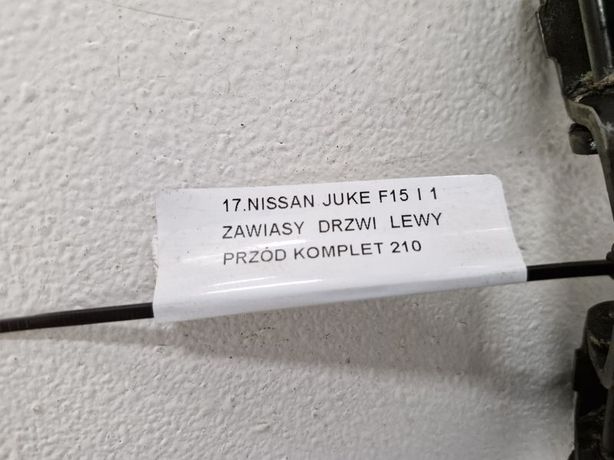 17.NISSAN JUKE F15 I 1
ZAWIASY DRZWI LEWY
PRZÓD KOMPLET 210